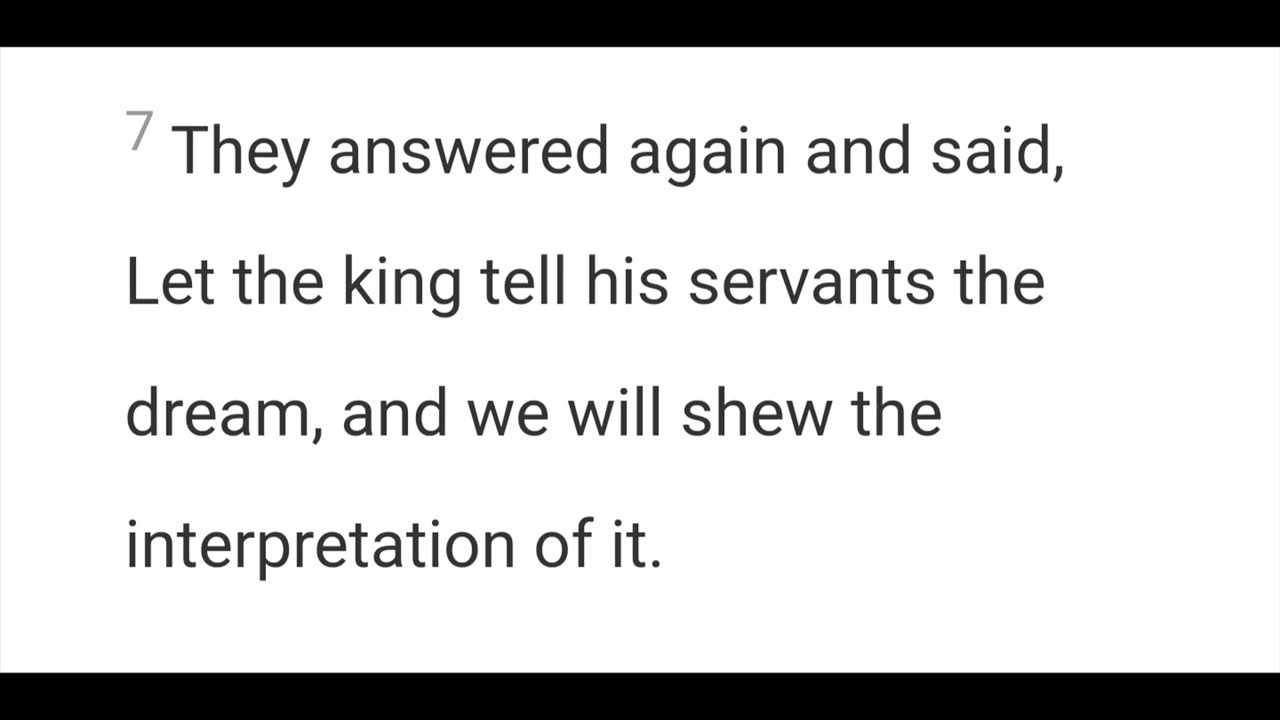 7 They answered again and said,
Let the king tell his servants the
dream, and we will shew the
interpretation of it.